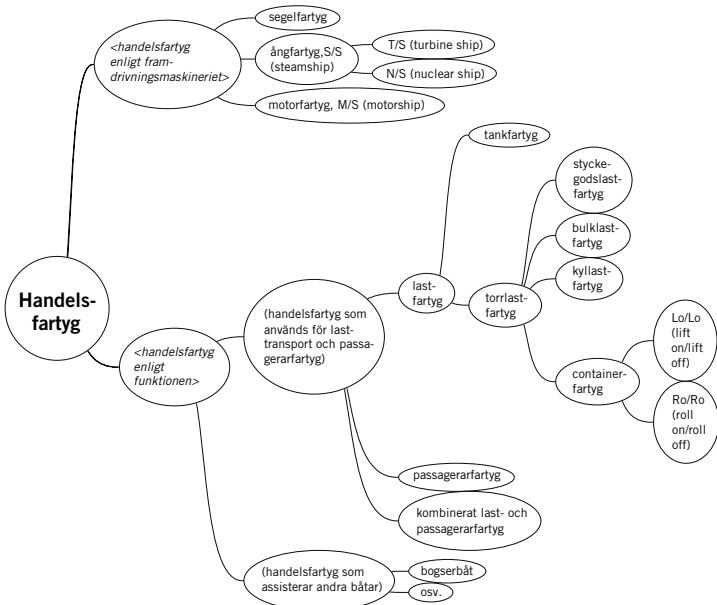 Handels-
fartyg
<handelsfartyg
enligt fram-
drivningsmaskineriet>
segelfartyg
ångfartyg,S/S
(steamship)
T/S (turbine ship)
N/S (nuclear ship)
motorfartyg, M/S (motorship)
<handelsfartyg
enligt
funktionen>
(handelsfartyg som
används för last-
transport och passa-
gerarfartyg)
last-
fartyg
tankfartyg
torrlast-
fartyg
stycke-
godslast-
fartyg
bulklast-
fartyg
kyllast-
fartyg
container-
fartyg
Lo/Lo
(lift
on/lift
off)
Ro/Ro
(roll
on/roll
off)
passagerarfartyg
kombinerat last- och
passagerarfartyg
(handelsfartyg som
assisterar andra båtar)
bogserbåt
osv.